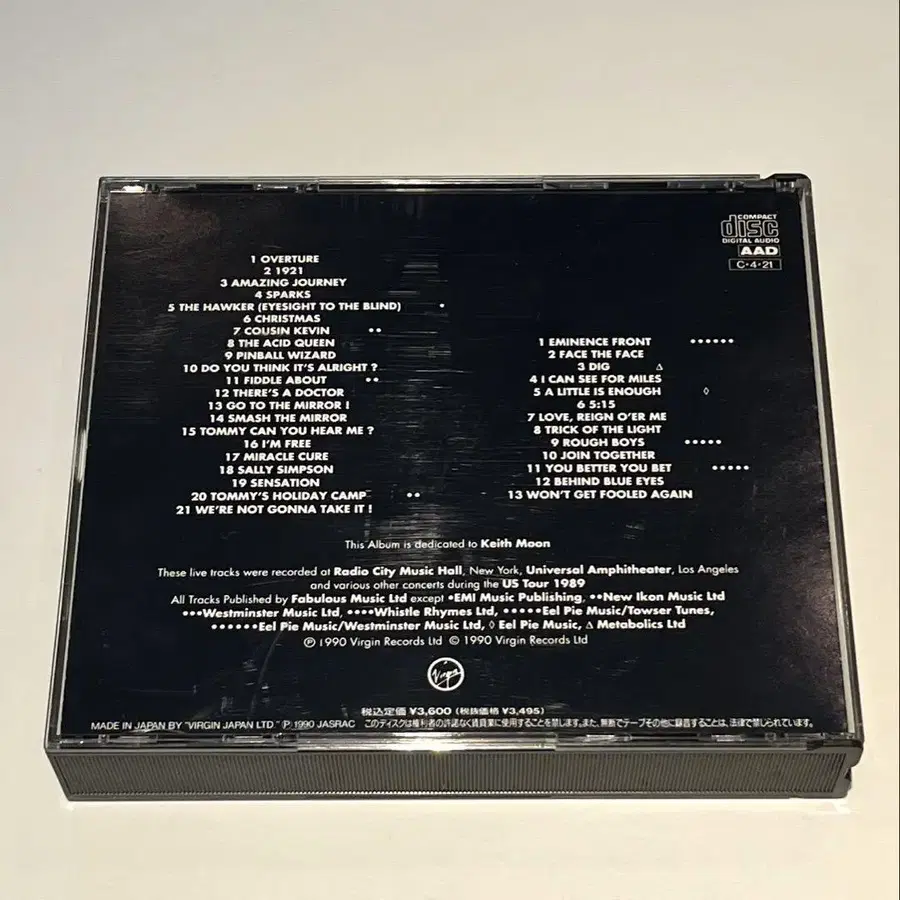 COMPACT
disc
DIGITAL AUDIO
AAD
C・4・21
1 OVERTURE
2 1921
3 AMAZING JOURNEY
4 SPARKS
5 THE HAWKER (EYESIGHT TO THE BLIND) •
6 CHRISTMAS
7 COUSIN KEVIN ••
8 THE ACID QUEEN
9 PINBALL WIZARD
10 DO YOU THINK IT'S ALRIGHT ?
11 FIDDLE ABOUT ••
12 THERE'S A DOCTOR
13 GO TO THE MIRROR !
14 SMASH THE MIRROR
15 TOMMY CAN YOU HEAR ME ?
16 I'M FREE
17 MIRACLE CURE
18 SALLY SIMPSON
19 SENSATION
20 TOMMY'S HOLIDAY CAMP ••
21 WE'RE NOT GONNA TAKE IT !
1 EMINENCE FRONT ••••••
2 FACE THE FACE
3 DIG Δ
4 I CAN SEE FOR MILES
5 A LITTLE IS ENOUGH ◊
6 5:15
7 LOVE, REIGN O'ER ME
8 TRICK OF THE LIGHT
9 ROUGH BOYS •••••
10 JOIN TOGETHER
11 YOU BETTER YOU BET •••••
12 BEHIND BLUE EYES
13 WON'T GET FOOLED AGAIN
This Album is dedicated to Keith Moon
These live tracks were recorded at Radio City Music Hall, New York, Universal Amphitheater, Los Angeles
and various other concerts during the US Tour 1989
All Tracks Published by Fabulous Music Ltd except •EMI Music Publishing, ••New Ikon Music Ltd
•••Westminster Music Ltd, ••••Whistle Rhymes Ltd, •••••Eel Pie Music/Towser Tunes,
••••••Eel Pie Music/Westminster Music Ltd, ◊ Eel Pie Music, Δ Metabolics Ltd
℗ 1990 Virgin Records Ltd © 1990 Virgin Records Ltd
Virgin
税込定価 ¥3,600 (税抜価格 ¥3,495)
MADE IN JAPAN BY "VIRGIN JAPAN LTD." ℗ 1990 JASRAC このディスクは権利者の許諾なく賃貸業に使用することを禁じます。また、無断でテープその他に録音することは、法律で禁じられています。